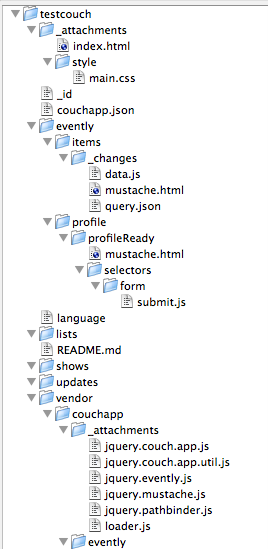 testcouch
_attachments
index.html
style
main.css
_id
couchapp.json
evently
items
_changes
data.js
mustache.html
query.json
profile
profileReady
mustache.html
selectors
form
submit.js
language
lists
README.md
shows
updates
vendor
couchapp
_attachments
jquery.couch.app.js
jquery.couch.app.util.js
jquery.evently.js
jquery.mustache.js
jquery.pathbinder.js
loader.js
evently